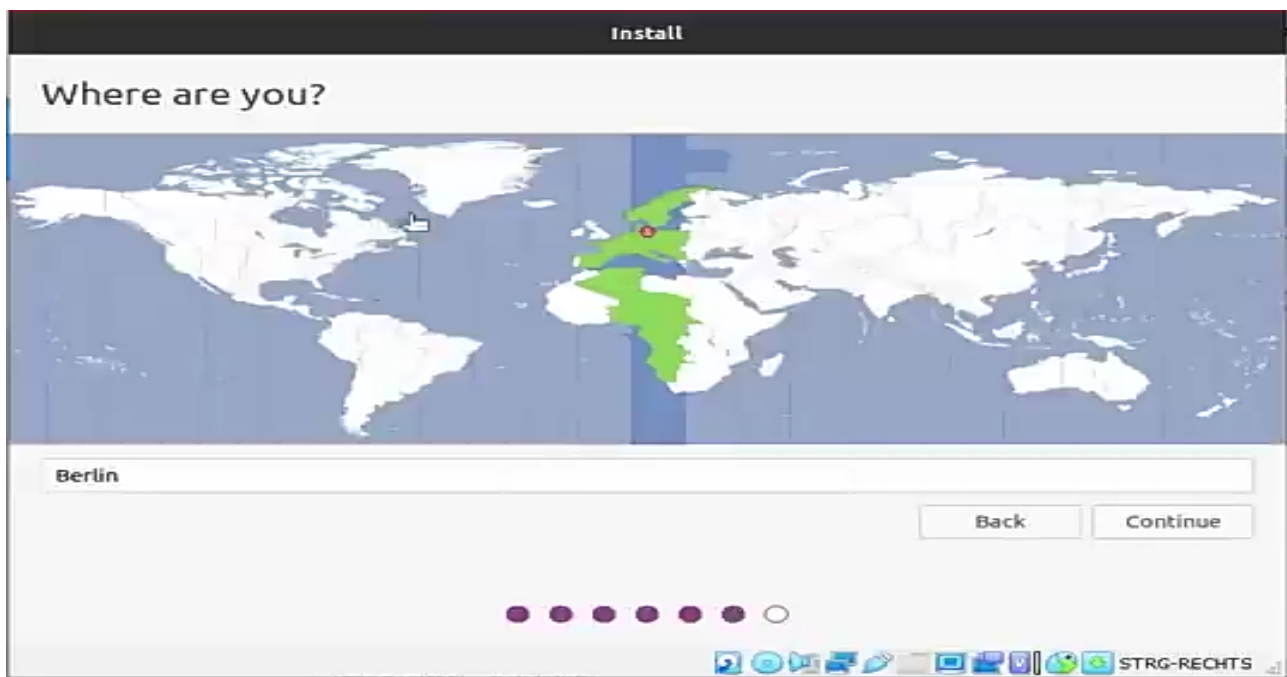 Install
Where are you?
Berlin
Back
Continue
STRG-RECHTS